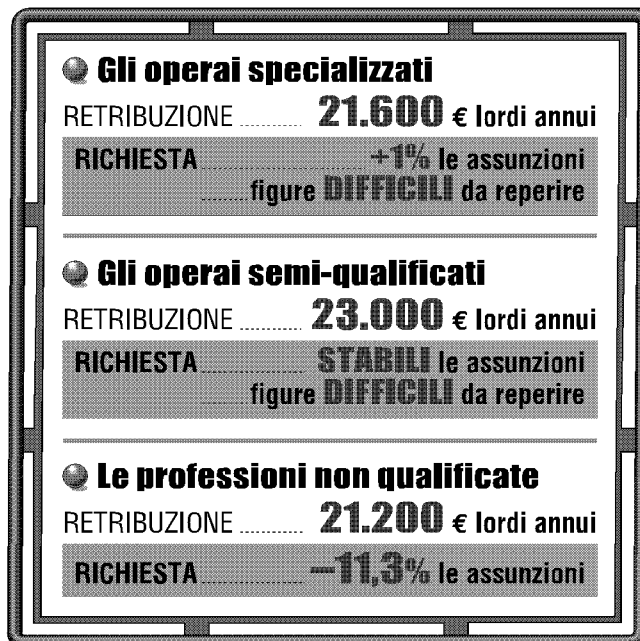 Gli operai specializzati
RETRIBUZIONE .......... 21.600 € lordi annui
RICHIESTA .......... +1% le assunzioni
.......... figure DIFFICILI da reperire
Gli operai semi-qualificati
RETRIBUZIONE .......... 23.000 € lordi annui
RICHIESTA .......... STABILI le assunzioni
.......... figure DIFFICILI da reperire
Le professioni non qualificate
RETRIBUZIONE .......... 21.200 € lordi annui
RICHIESTA .......... –11,3% le assunzioni